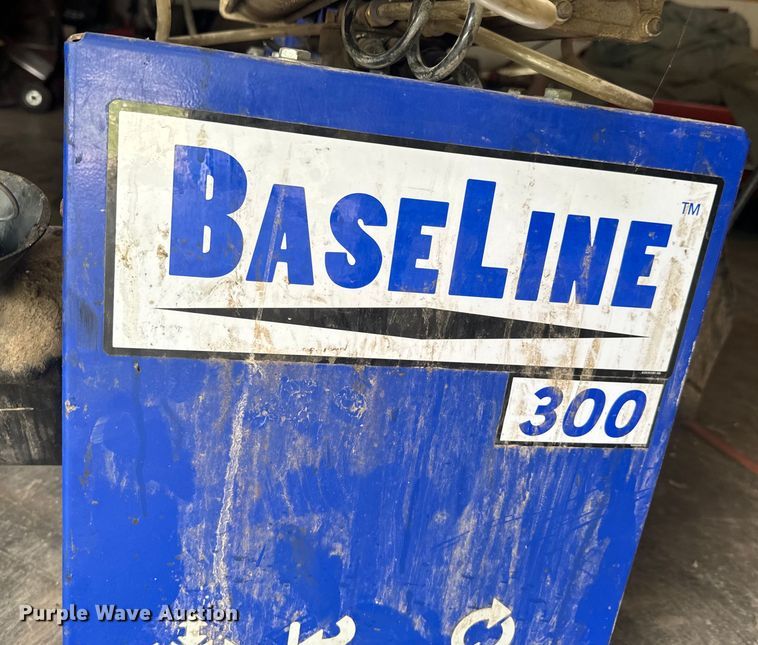 BASELINE™
300
Purple Wave Auction